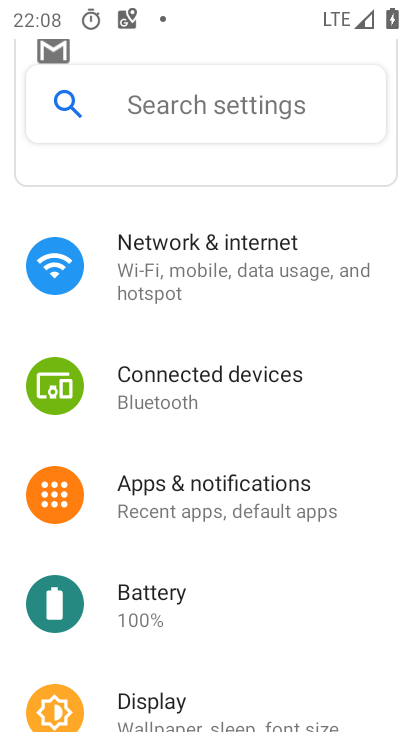 22:08
LTE
Search settings
Network & internet
Wi-Fi, mobile, data usage, and
hotspot
Connected devices
Bluetooth
Apps & notifications
Recent apps, default apps
Battery
100%
Display
Wallpaper, sleep, font size